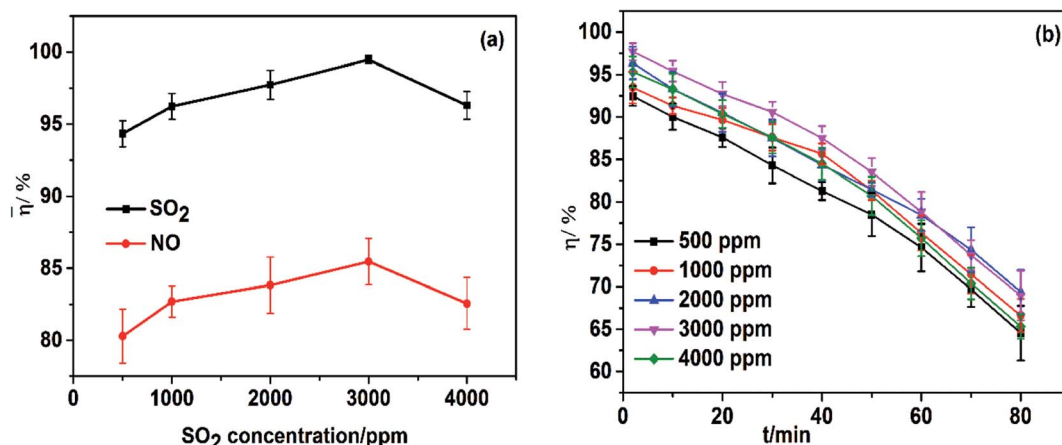 (a)
100
95
90
85
80
η̅/ %
SO₂
NO
0 1000 2000 3000 4000
SO₂ concentration/ppm
(b)
100
95
90
85
80
75
70
65
60
η/ %
500 ppm
1000 ppm
2000 ppm
3000 ppm
4000 ppm
0 20 40 60 80
t/min